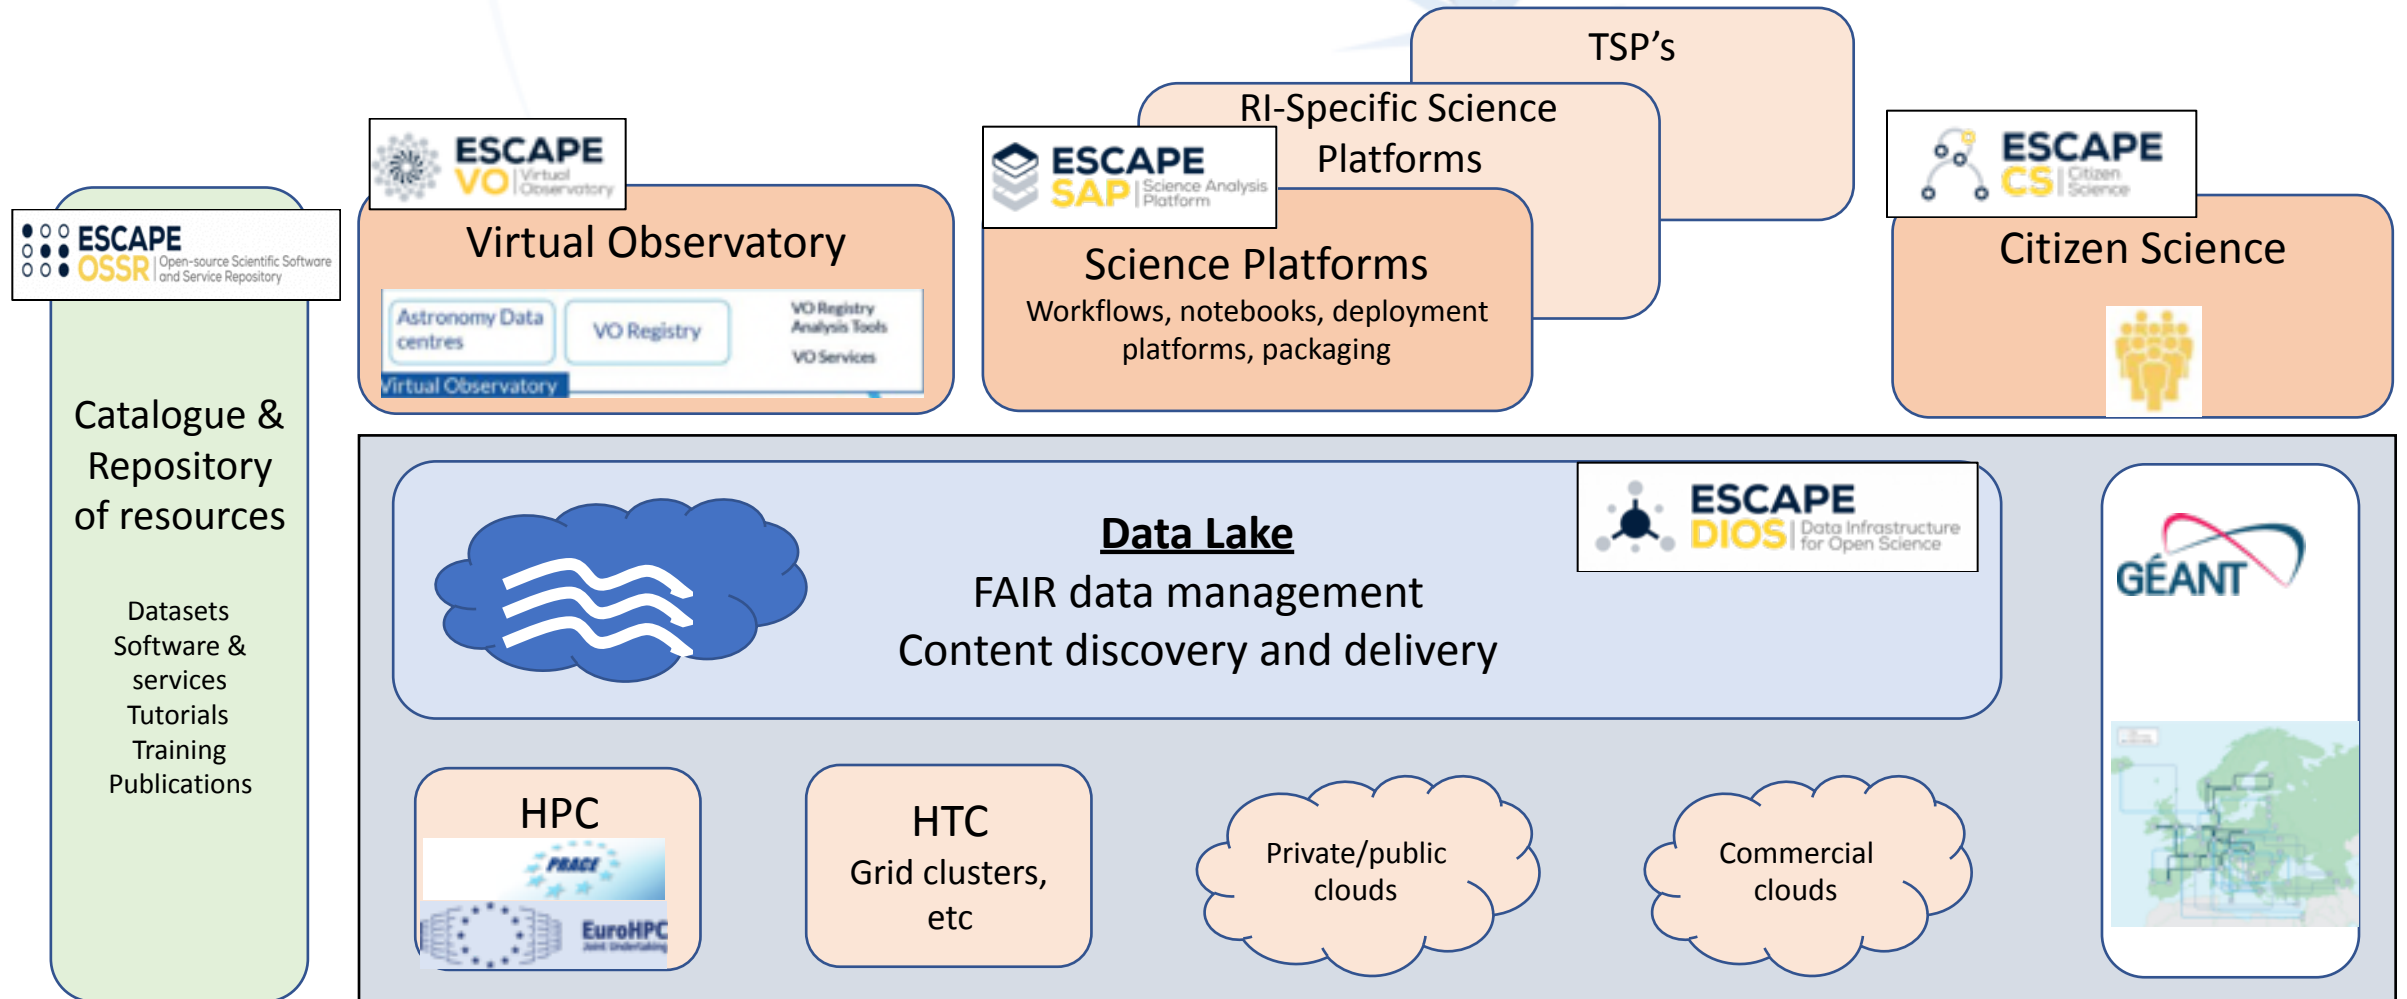 TSP's
RI-Specific Science
Platforms
ESCAPE
VO Virtual
Observatory
ESCAPE
SAP Science Analysis
Platform
ESCAPE
CS Citizen
Science
ESCAPE
OSSR Open-source Scientific Software
and Service Repository
Virtual Observatory
Astronomy Data
centres
VO Registry
VO Registry
Analysis Tools
VO Services
Virtual Observatory
Science Platforms
Workflows, notebooks, deployment
platforms, packaging
Citizen Science
Catalogue &
Repository
of resources
Datasets
Software &
services
Tutorials
Training
Publications
Data Lake
FAIR data management
Content discovery and delivery
ESCAPE
DIOS Data Infrastructure
for Open Science
GÉANT
HPC
PRACE
EuroHPC
Joint Undertaking
HTC
Grid clusters,
etc
Private/public
clouds
Commercial
clouds